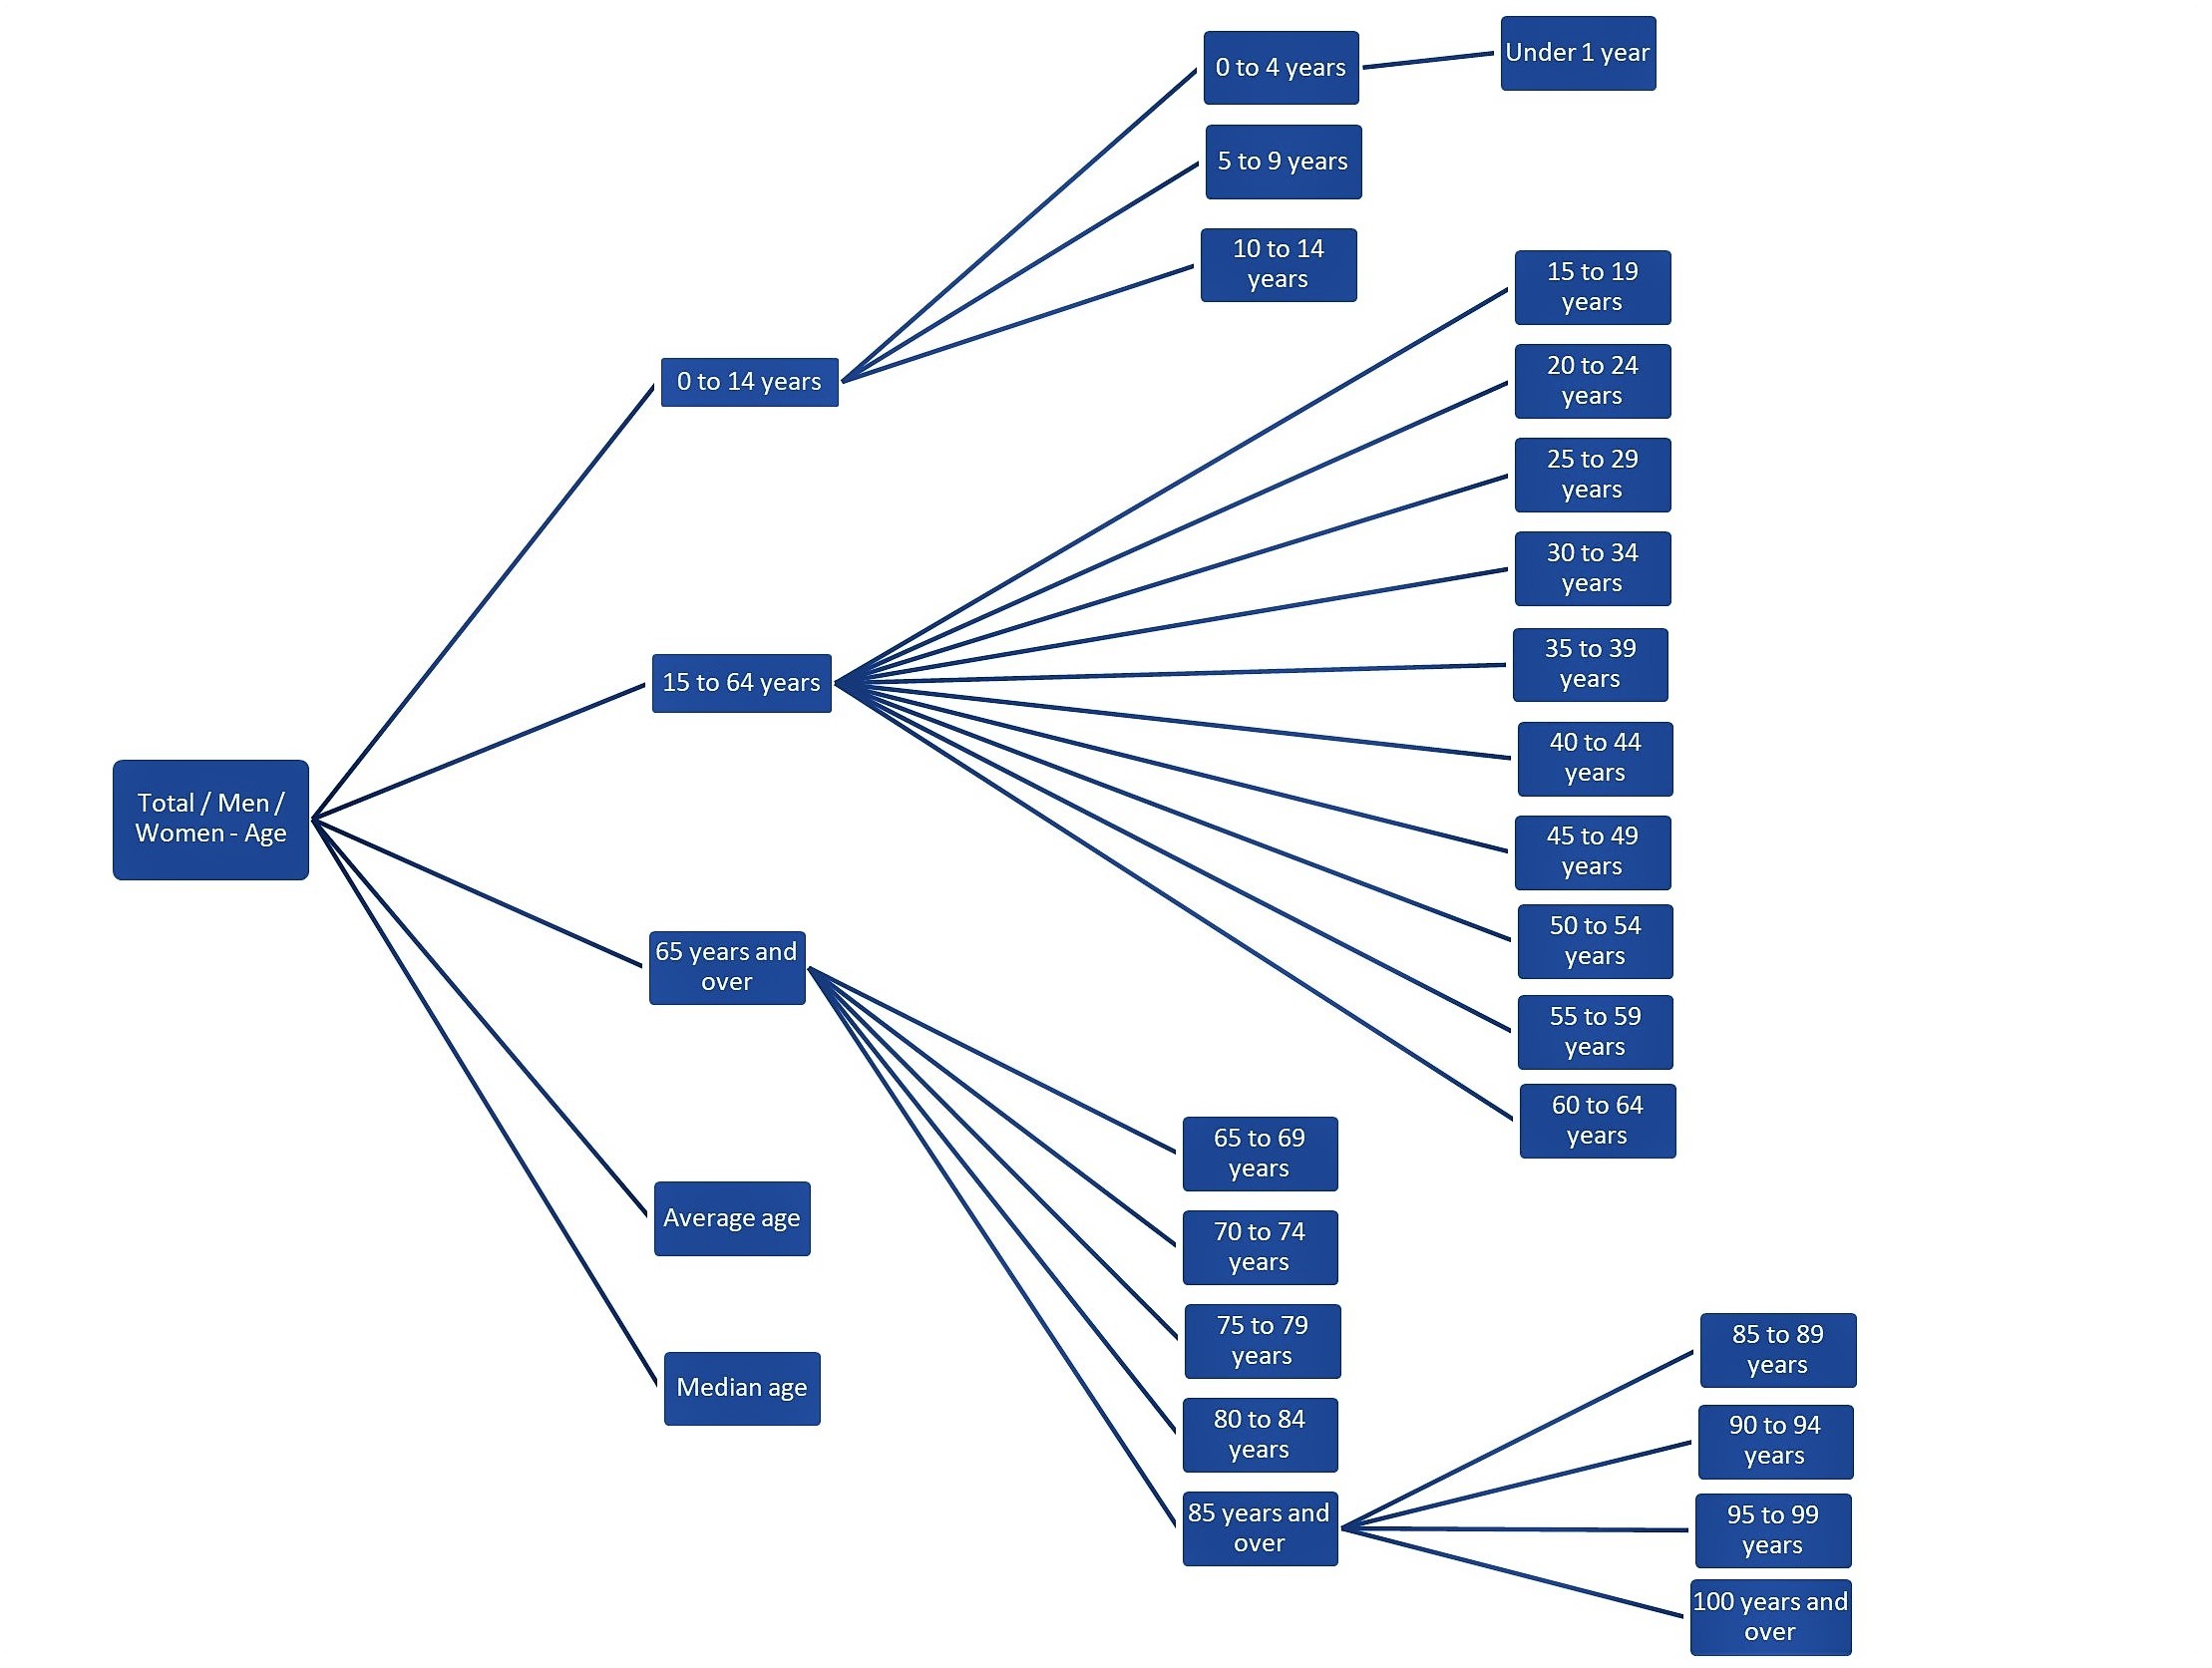 Total / Men /
Women - Age
0 to 14 years
0 to 4 years
Under 1 year
5 to 9 years
10 to 14
years
15 to 64 years
15 to 19
years
20 to 24
years
25 to 29
years
30 to 34
years
35 to 39
years
40 to 44
years
45 to 49
years
50 to 54
years
55 to 59
years
60 to 64
years
65 years and
over
65 to 69
years
70 to 74
years
75 to 79
years
80 to 84
years
85 years and
over
85 to 89
years
90 to 94
years
95 to 99
years
100 years and
over
Average age
Median age